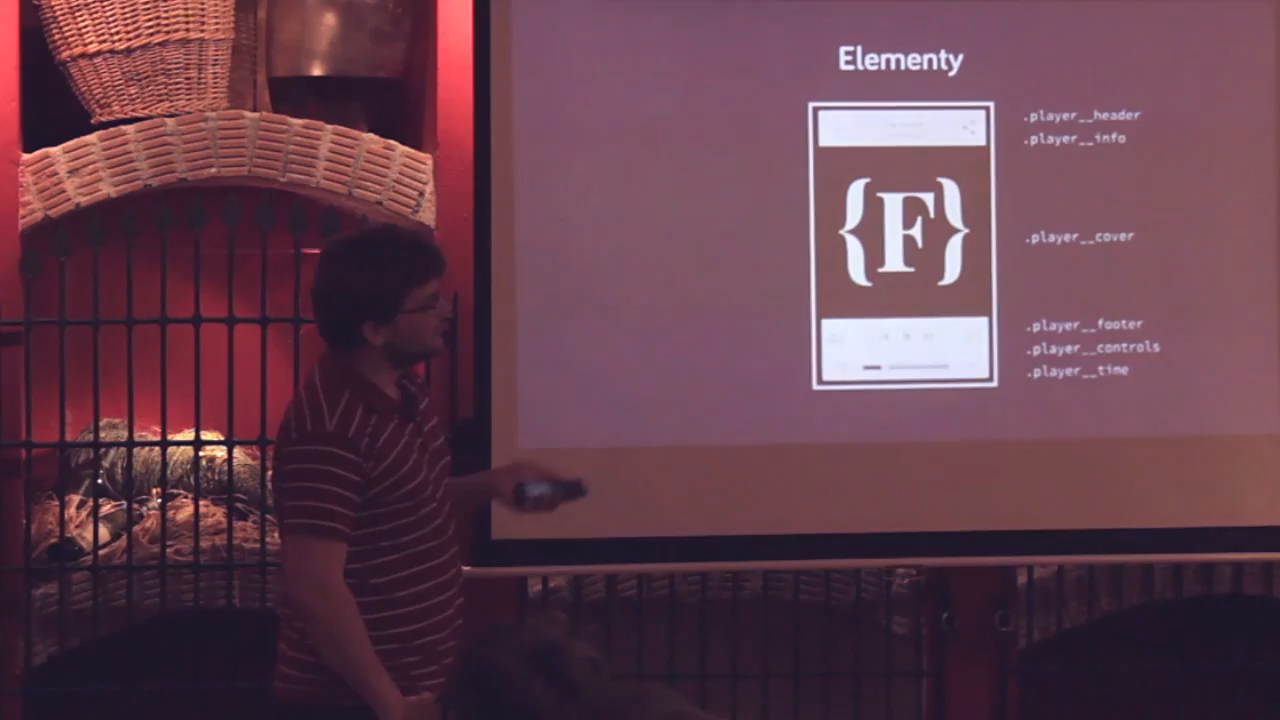 Elementy
.player__header
.player__info
{F}
.player__cover
.player__footer
.player__controls
.player__time